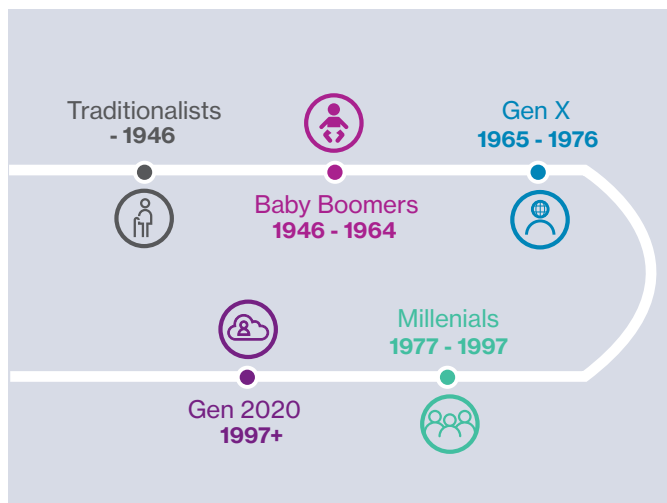 Traditionalists
- 1946
Baby Boomers
1946 - 1964
Gen X
1965 - 1976
Millenials
1977 - 1997
Gen 2020
1997+